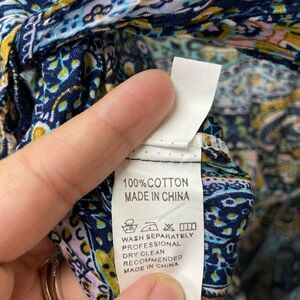 100%COTTON
MADE IN CHINA
WASH SEPARATELY
PROFESSIONAL
DRY CLEAN
RECOMMENDED
MADE IN CHINA